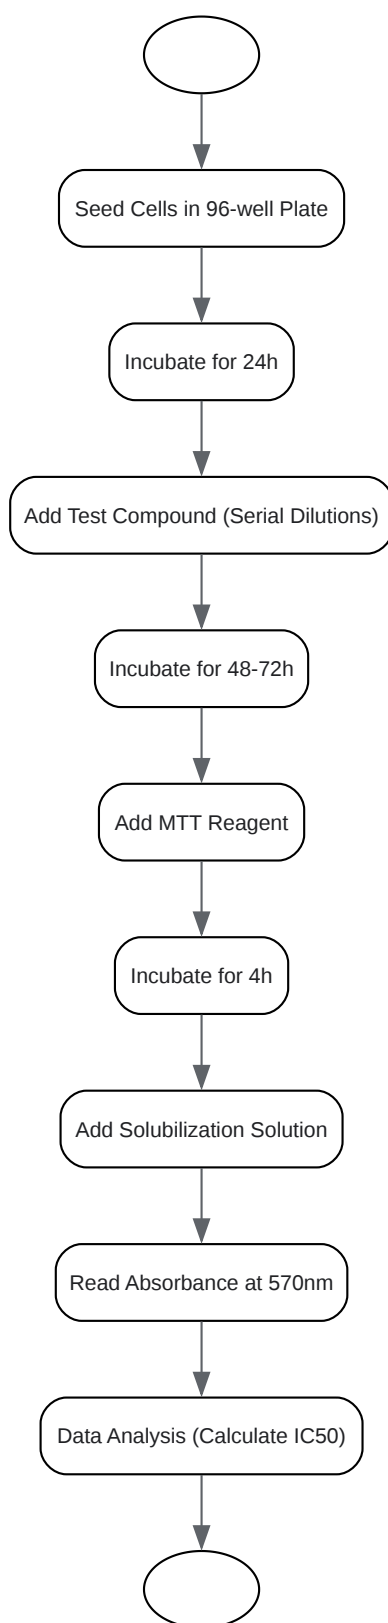 Seed Cells in 96-well Plate
Incubate for 24h
Add Test Compound (Serial Dilutions)
Incubate for 48-72h
Add MTT Reagent
Incubate for 4h
Add Solubilization Solution
Read Absorbance at 570nm
Data Analysis (Calculate IC50)